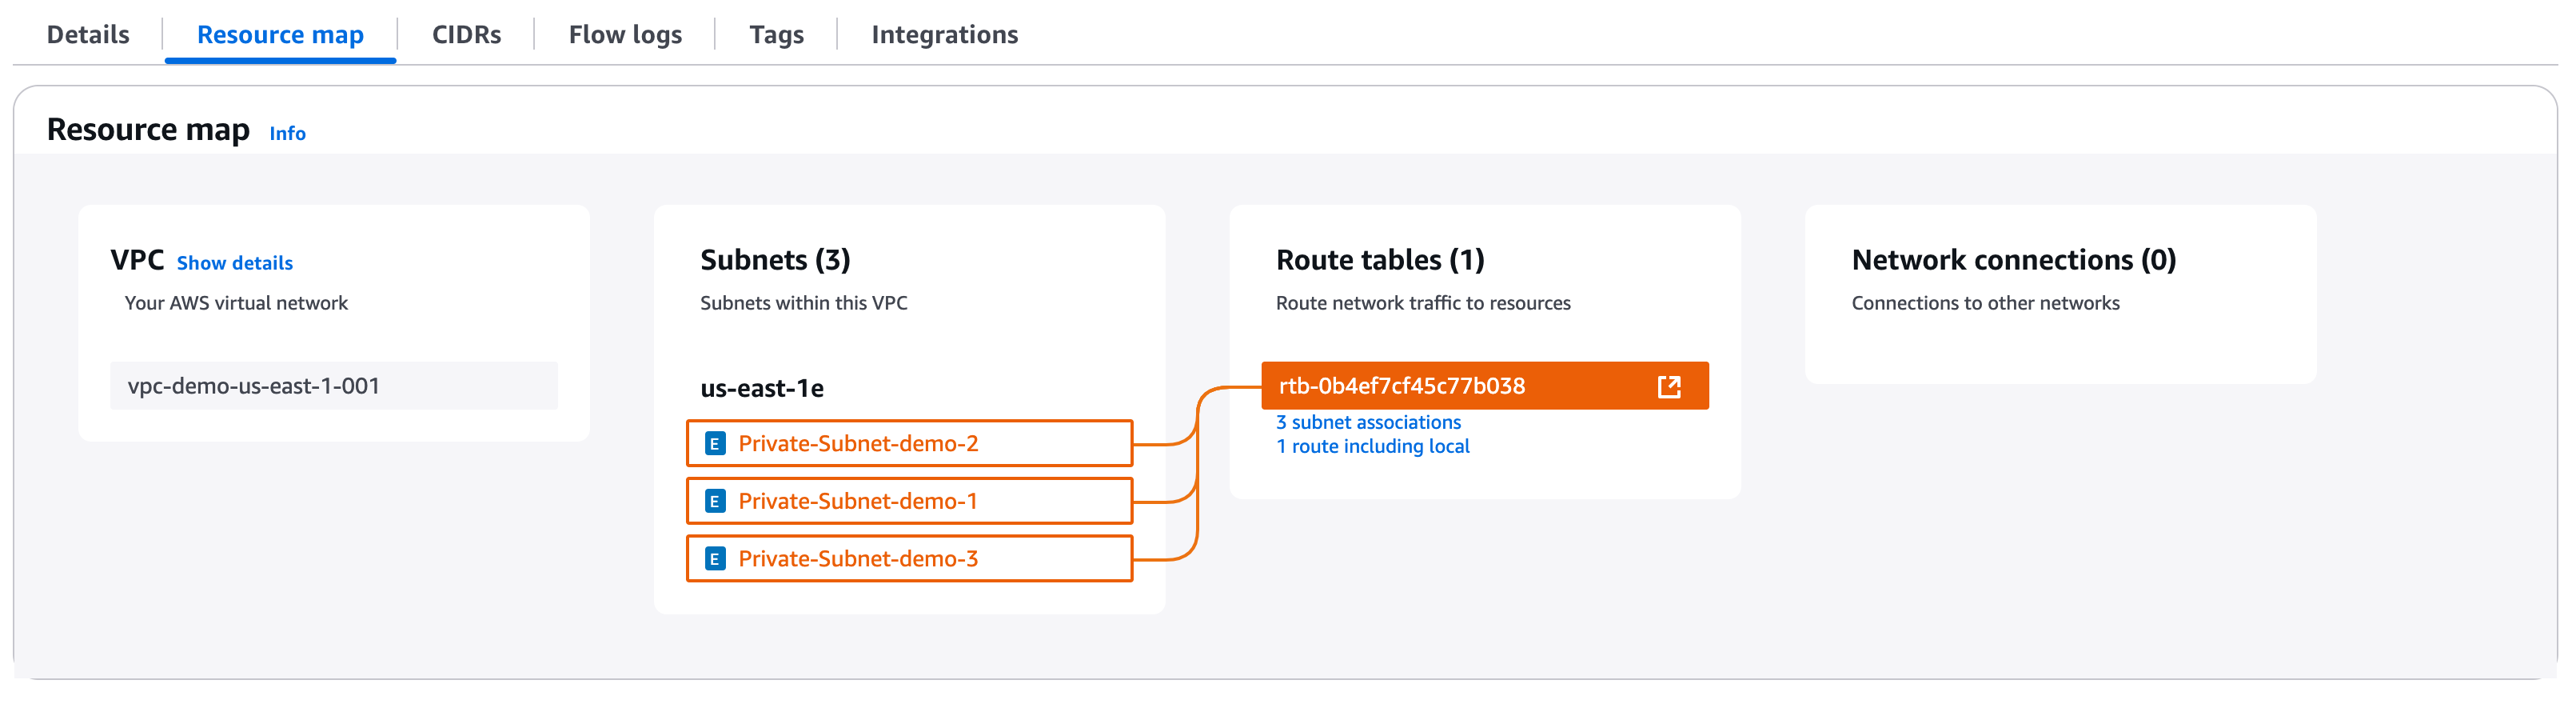 Details
Resource map
CIDRs
Flow logs
Tags
Integrations
Resource map Info
VPC Show details
Your AWS virtual network
vpc-demo-us-east-1-001
Subnets (3)
Subnets within this VPC
us-east-1e
E Private-Subnet-demo-2
E Private-Subnet-demo-1
E Private-Subnet-demo-3
Route tables (1)
Route network traffic to resources
rtb-0b4ef7cf45c77b038
3 subnet associations
1 route including local
Network connections (0)
Connections to other networks